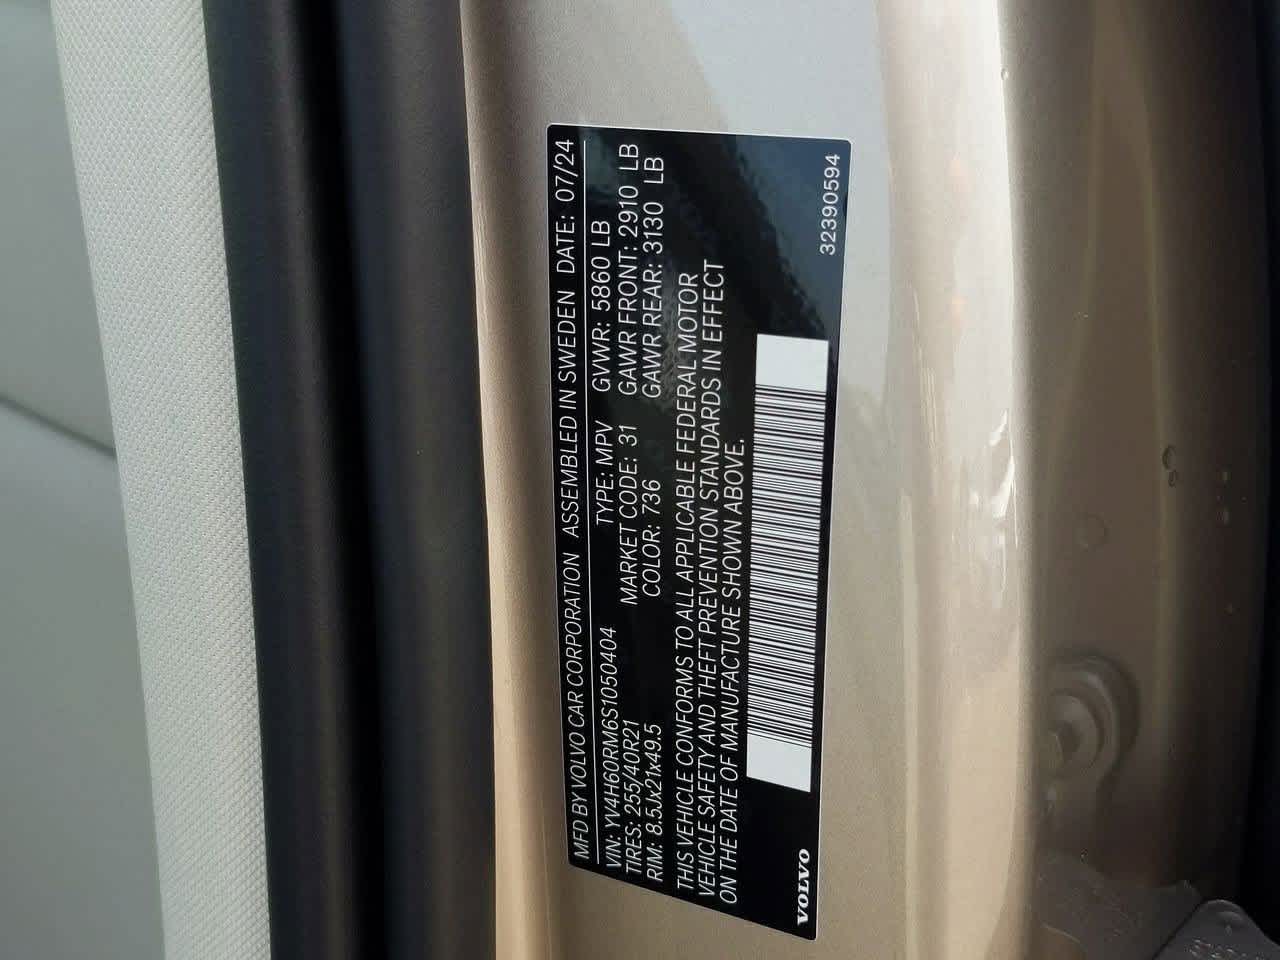 MFD BY VOLVO CAR CORPORATION ASSEMBLED IN SWEDEN DATE: 07/24
VIN: YV4H60RM6S1050404 TYPE: MPV GVWR: 5860 LB
TIRES: 255/40R21 MARKET CODE: 31 GAWR FRONT: 2910 LB
RIM: 8.5Jx21x49.5 COLOR: 736 GAWR REAR: 3130 LB
THIS VEHICLE CONFORMS TO ALL APPLICABLE FEDERAL MOTOR
VEHICLE SAFETY AND THEFT PREVENTION STANDARDS IN EFFECT
ON THE DATE OF MANUFACTURE SHOWN ABOVE.
VOLVO 32390594